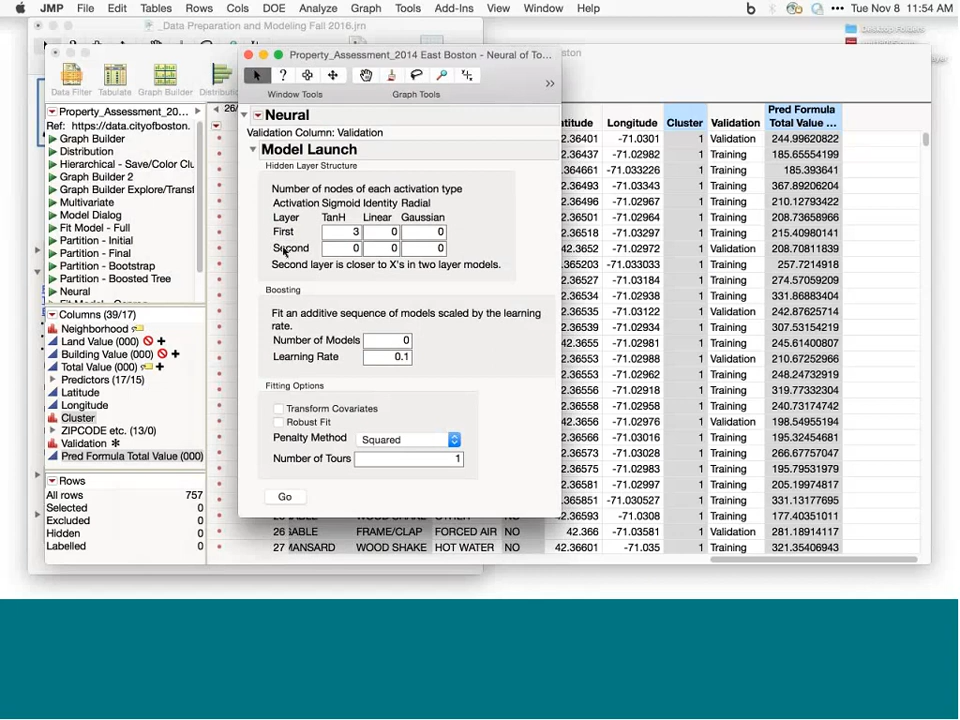 JMP File Edit Tables Rows Cols DOE Analyze Graph Tools Add-Ins View Window Help Tue Nov 8 11:54 AM
_Data Preparation and Modeling Fall 2016.jrn
Desktop Folders
Property_Assessment_2014 East Boston - Neural of To...
Data Filter Tabulate Graph Builder
Window Tools Graph Tools
Property_Assessment_20...
Ref: https://data.cityofboston.
Graph Builder
Distribution
Hierarchical - Save/Color Clu
Graph Builder 2
Graph Builder Explore/Transf
Multivariate
Model Dialog
Fit Model - Full
Partition - Initial
Partition - Final
Partition - Bootstrap
Partition - Boosted Tree
Neural
Columns (39/17)
Neighborhood
Land Value (000)
Building Value (000)
Total Value (000)
Predictors (17/15)
Latitude
Longitude
Cluster
ZIPCODE etc. (13/0)
Validation
Pred Formula Total Value (000)
Rows
All rows 757
Selected 0
Excluded 0
Hidden 0
Labelled 0
Neural
Validation Column: Validation
Model Launch
Hidden Layer Structure
Number of nodes of each activation type
Activation Sigmoid Identity Radial
Layer TanH Linear Gaussian
First 3 0 0
Second 0 0 0
Second layer is closer to X's in two layer models.
Boosting
Fit an additive sequence of models scaled by the learning
rate.
Number of Models 0
Learning Rate 0.1
Fitting Options
Transform Covariates
Robust Fit
Penalty Method Squared
Number of Tours 1
Go
Longitude Cluster Validation Pred Formula
Total Value ...
42.36401 -71.0301 1 Validation 244.99620822
42.36437 -71.02982 1 Training 185.65554199
.364661 -71.033226 1 Training 185.393641
42.36493 -71.03343 1 Training 367.89206204
42.36496 -71.02967 1 Training 210.12793426
42.36501 -71.02964 1 Training 208.73658966
42.36518 -71.03297 1 Training 215.40980141
42.3652 -71.02972 1 Validation 208.70811839
.365203 -71.033033 1 Training 257.7214918
42.36527 -71.03184 1 Training 274.57059211
42.36534 -71.02938 1 Training 331.86883404
42.36535 -71.03122 1 Validation 242.87625714
42.36539 -71.02934 1 Training 307.53154219
42.3655 -71.02981 1 Training 245.61400807
42.36553 -71.02988 1 Validation 210.67252966
42.36553 -71.02962 1 Training 248.24732919
42.36556 -71.02918 1 Training 319.77332304
42.3656 -71.03093 1 Training 240.73174742
42.3656 -71.02976 1 Validation 198.54955194
42.3657 -71.03016 1 Training 195.32454681
42.36573 -71.03028 1 Training 266.67757047
42.36575 -71.02983 1 Training 195.79531979
42.3658 -71.02997 1 Training 205.19974817
.365851 -71.030527 1 Training 331.13177695
42.36593 -71.0308 1 Training 177.40351011
26 GABLE FRAME/CLAP FORCED AIR NO 42.366 -71.03581 1 Validation 281.18914117
27 MANSARD WOOD SHAKE HOT WATER NO 42.36601 -71.035 1 Training 321.35406943